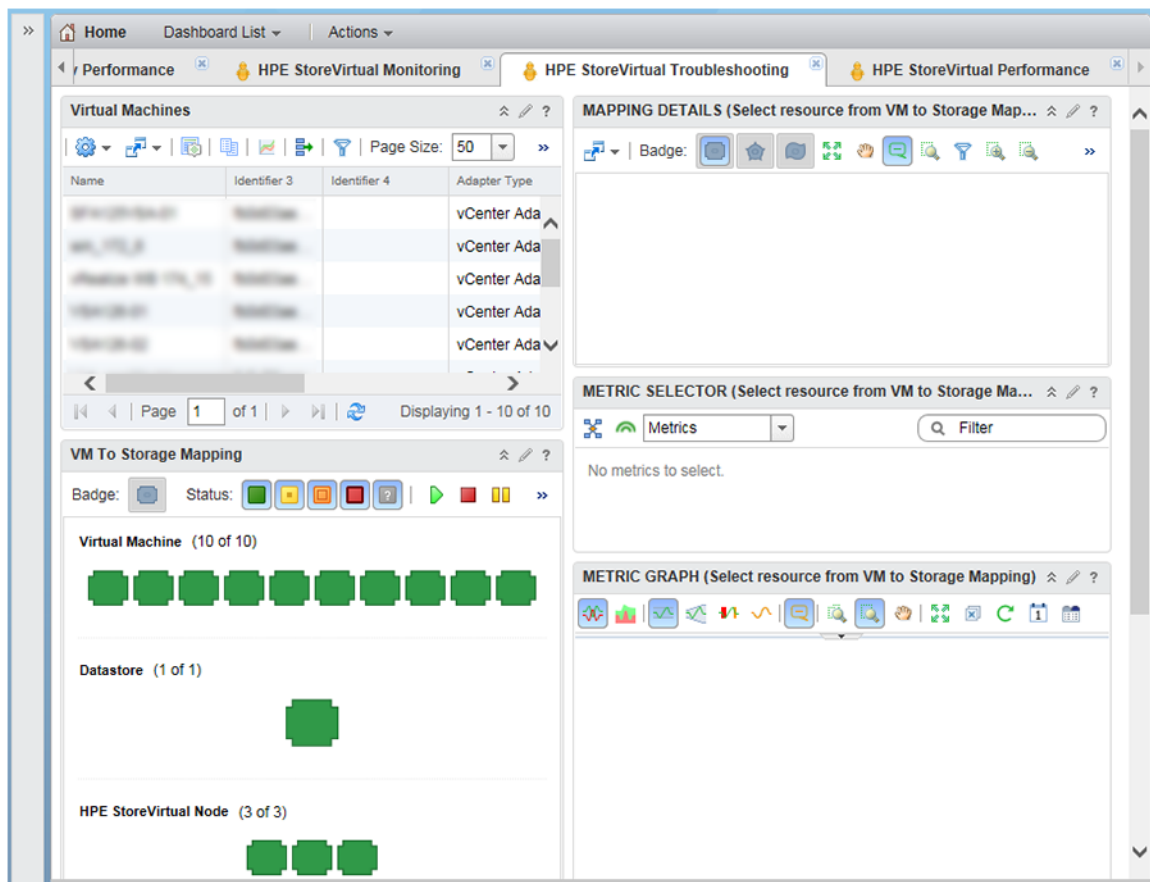 »
Home Dashboard List Actions
Performance HPE StoreVirtual Monitoring HPE StoreVirtual Troubleshooting HPE StoreVirtual Performance
Virtual Machines ?
Page Size: 50 »
Name Identifier 3 Identifier 4 Adapter Type
vCenter Ada
vCenter Ada
vCenter Ada
vCenter Ada
vCenter Ada
Page 1 of 1 Displaying 1 - 10 of 10
VM To Storage Mapping ?
Badge: Status: ? »
Virtual Machine (10 of 10)
Datastore (1 of 1)
HPE StoreVirtual Node (3 of 3)
MAPPING DETAILS (Select resource from VM to Storage Map... ?
Badge: »
METRIC SELECTOR (Select resource from VM to Storage Ma... ?
Metrics Filter
No metrics to select.
METRIC GRAPH (Select resource from VM to Storage Mapping) ?
1